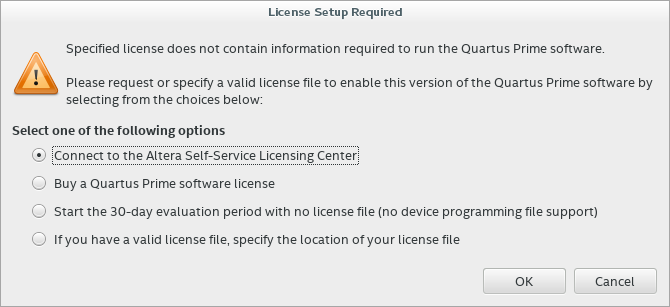 License Setup Required
Specified license does not contain information required to run the Quartus Prime software.
Please request or specify a valid license file to enable this version of the Quartus Prime software by
selecting from the choices below:
Select one of the following options
Connect to the Altera Self-Service Licensing Center
Buy a Quartus Prime software license
Start the 30-day evaluation period with no license file (no device programming file support)
If you have a valid license file, specify the location of your license file
OK Cancel